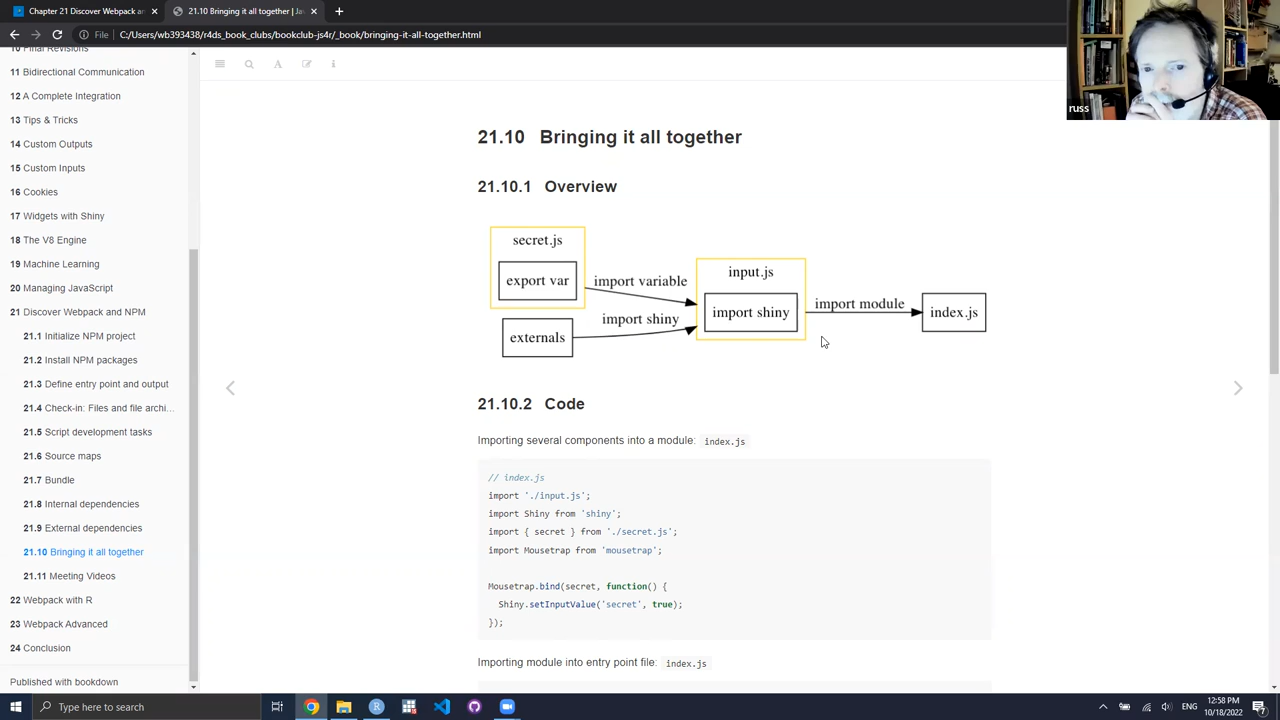 Chapter 21 Discover Webpack an
21.10 Bringing it all together | Ja
File
C:/Users/wb393438/r4ds_book_clubs/bookclub-js4r/_book/bringing-it-all-together.html
russ
10 Final Revisions
11 Bidirectional Communication
12 A Complete Integration
13 Tips & Tricks
14 Custom Outputs
15 Custom Inputs
16 Cookies
17 Widgets with Shiny
18 The V8 Engine
19 Machine Learning
20 Managing JavaScript
21 Discover Webpack and NPM
21.1 Initialize NPM project
21.2 Install NPM packages
21.3 Define entry point and output
21.4 Check-in: Files and file archi...
21.5 Script development tasks
21.6 Source maps
21.7 Bundle
21.8 Internal dependencies
21.9 External dependencies
21.10 Bringing it all together
21.11 Meeting Videos
22 Webpack with R
23 Webpack Advanced
24 Conclusion
Published with bookdown
21.10 Bringing it all together
21.10.1 Overview
secret.js
export var
import variable
externals
import shiny
input.js
import shiny
import module
index.js
21.10.2 Code
Importing several components into a module: index.js
// index.js
import './input.js';
import Shiny from 'shiny';
import { secret } from './secret.js';
import Mousetrap from 'mousetrap';
Mousetrap.bind(secret, function() {
Shiny.setInputValue('secret', true);
});
Importing module into entry point file: index.js
Type here to search
ENG
12:58 PM
10/18/2022